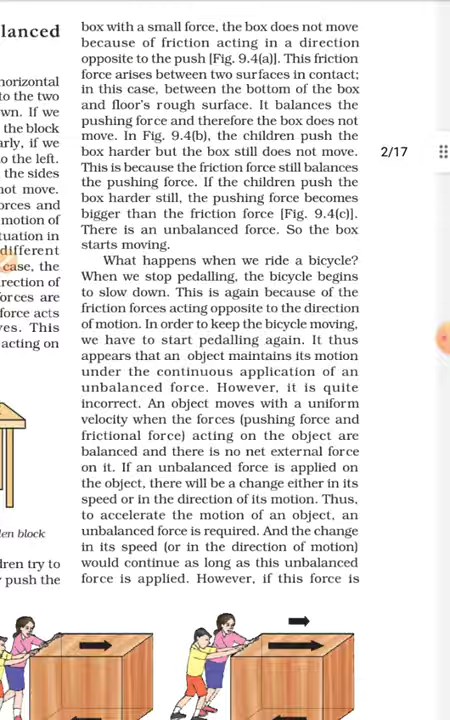 lanced
horizontal
to the two
wn. If we
the block
arly, if we
o the left.
the sides
not move.
orces and
motion of
tuation in
different
case, the
rection of
forces are
force acts
ves. This
acting on
den block
dren try to
push the
box with a small force, the box does not move
because of friction acting in a direction
opposite to the push [Fig. 9.4(a)]. This friction
force arises between two surfaces in contact;
in this case, between the bottom of the box
and floor's rough surface. It balances the
pushing force and therefore the box does not
move. In Fig. 9.4(b), the children push the
box harder but the box still does not move.
This is because the friction force still balances
the pushing force. If the children push the
box harder still, the pushing force becomes
bigger than the friction force [Fig. 9.4(c)].
There is an unbalanced force. So the box
starts moving.
What happens when we ride a bicycle?
When we stop pedalling, the bicycle begins
to slow down. This is again because of the
friction forces acting opposite to the direction
of motion. In order to keep the bicycle moving,
we have to start pedalling again. It thus
appears that an object maintains its motion
under the continuous application of an
unbalanced force. However, it is quite
incorrect. An object moves with a uniform
velocity when the forces (pushing force and
frictional force) acting on the object are
balanced and there is no net external force
on it. If an unbalanced force is applied on
the object, there will be a change either in its
speed or in the direction of its motion. Thus,
to accelerate the motion of an object, an
unbalanced force is required. And the change
in its speed (or in the direction of motion)
would continue as long as this unbalanced
force is applied. However, if this force is
2/17